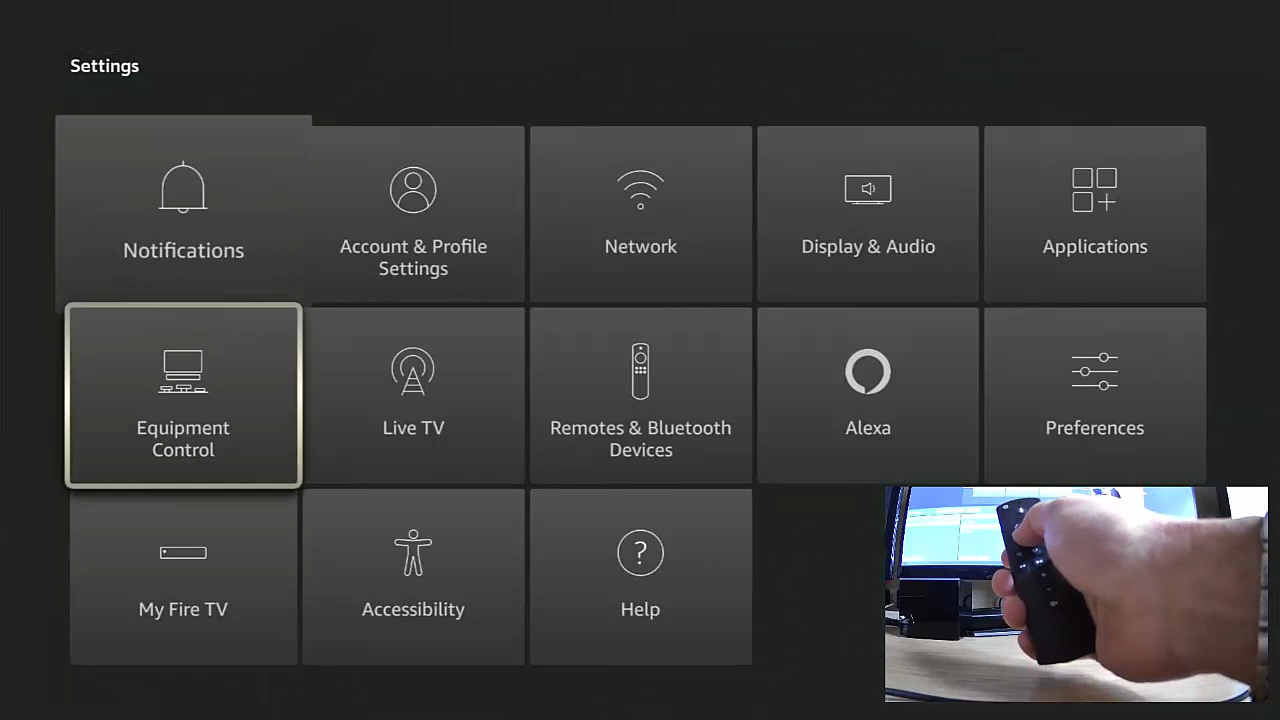 Settings
Notifications
Account & Profile
Settings
Network
Display & Audio
Applications
Equipment
Control
Live TV
Remotes & Bluetooth
Devices
Alexa
Preferences
My Fire TV
Accessibility
?
Help